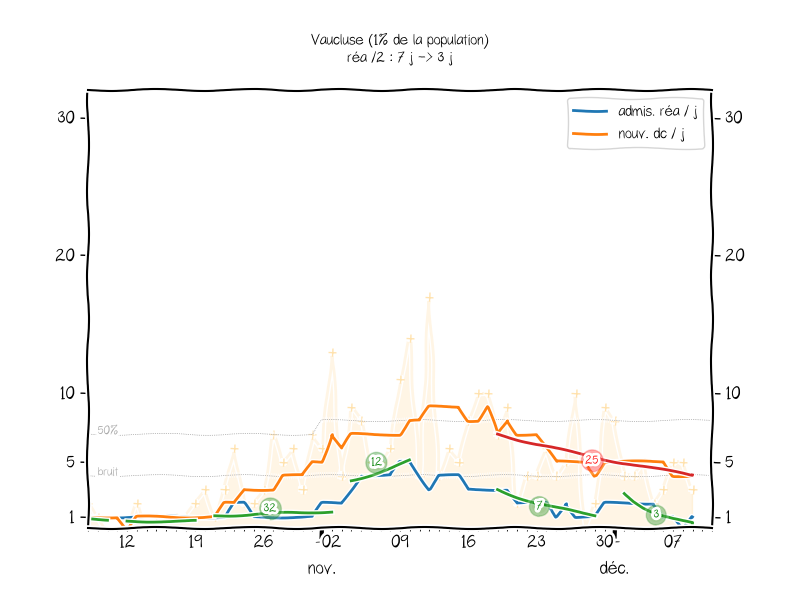 Vaucluse (1% de la population)
réa /2 : 7 j -> 3 j
admis. réa / j
nouv. dc / j
30 30
20 20
10 10
50%
5 5
bruit
1 1
12 25
32 7 3
12 19 26 02 09 16 23 30 07
nov. déc.